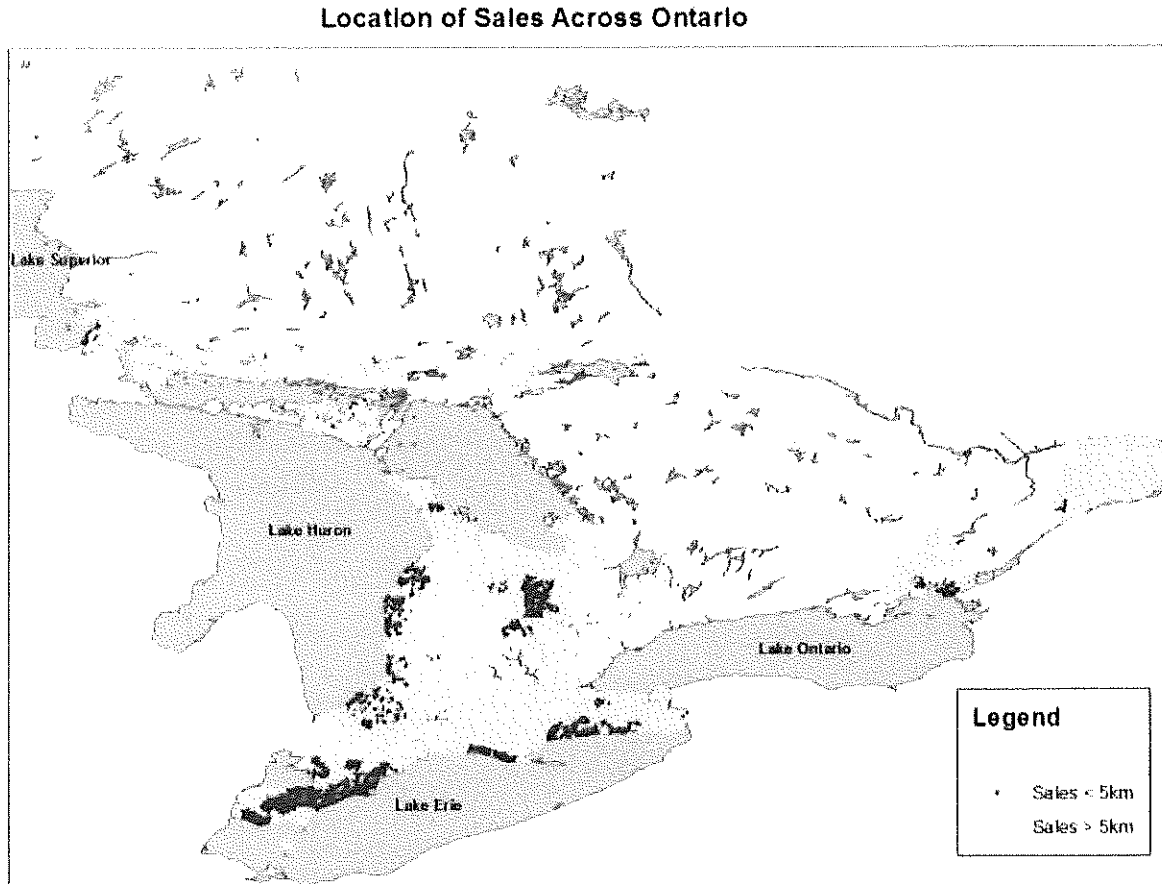 Location of Sales Across Ontario
Lake Superior
Lake Huron
Lake Ontario
Lake Erie
Legend
Sales < 5km
Sales > 5km